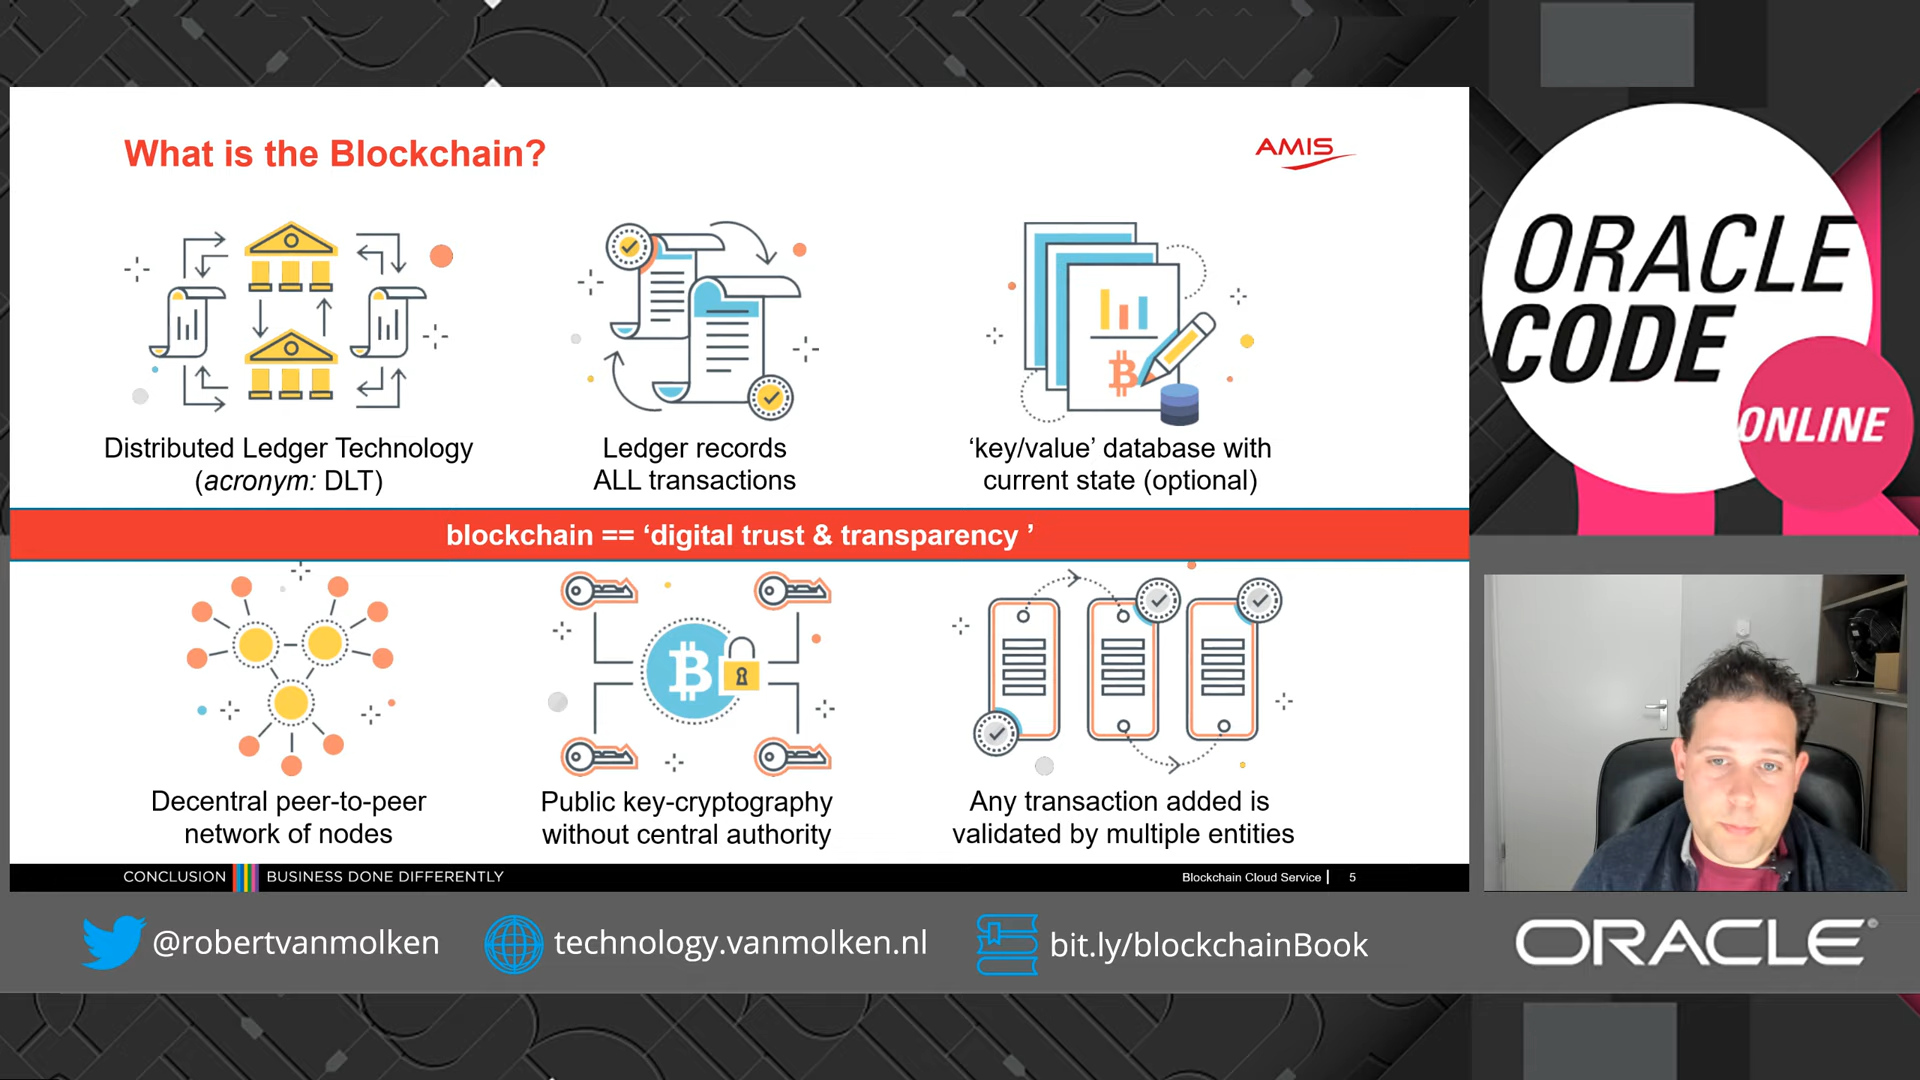 What is the Blockchain?
AMIS
Distributed Ledger Technology
(acronym: DLT)
Ledger records
ALL transactions
‘key/value’ database with
current state (optional)
blockchain == ‘digital trust & transparency ’
Decentral peer-to-peer
network of nodes
Public key-cryptography
without central authority
Any transaction added is
validated by multiple entities
CONCLUSION BUSINESS DONE DIFFERENTLY
Blockchain Cloud Service | 5
ORACLE
CODE
ONLINE
@robertvanmolken
technology.vanmolken.nl
bit.ly/blockchainBook
ORACLE®